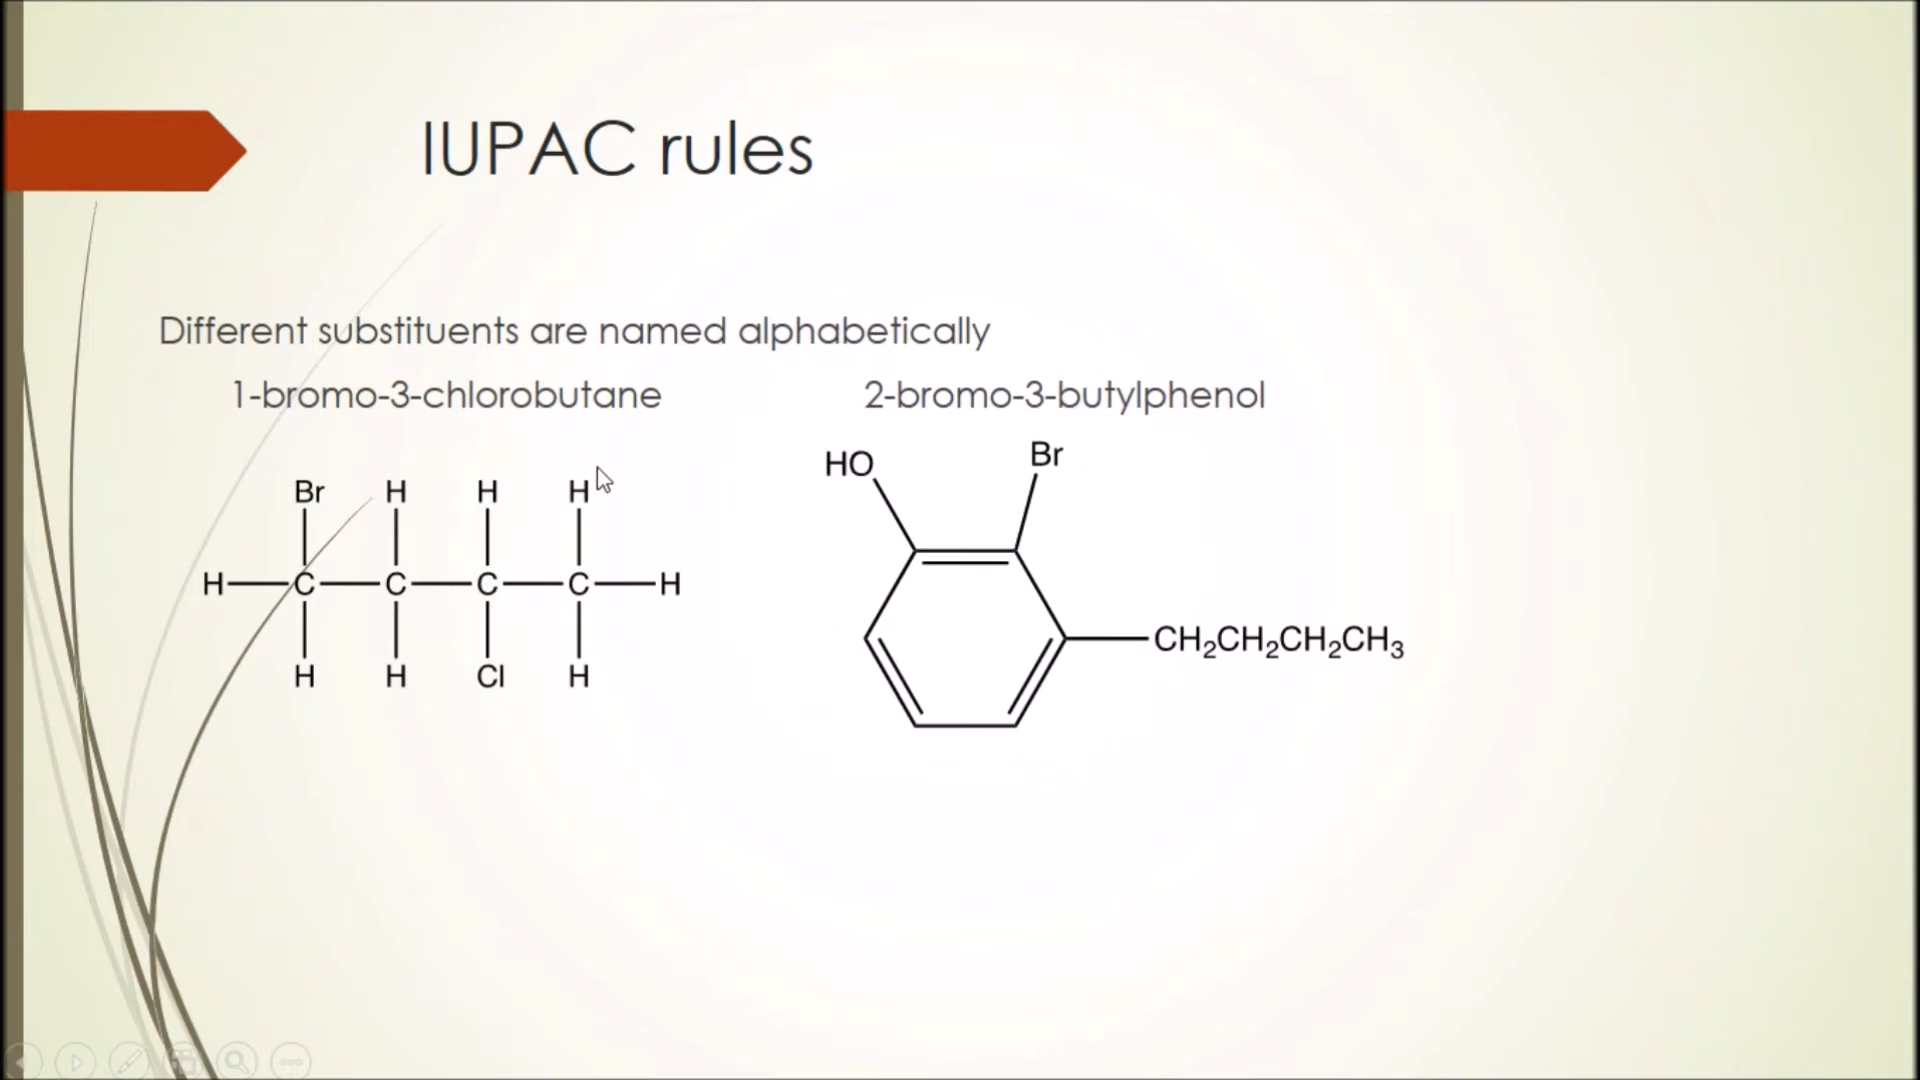 IUPAC rules
Different substituents are named alphabetically
1-bromo-3-chlorobutane 2-bromo-3-butylphenol
HO Br
Br H H H
H C C C C H
CH₂CH₂CH₂CH₃
H H Cl H